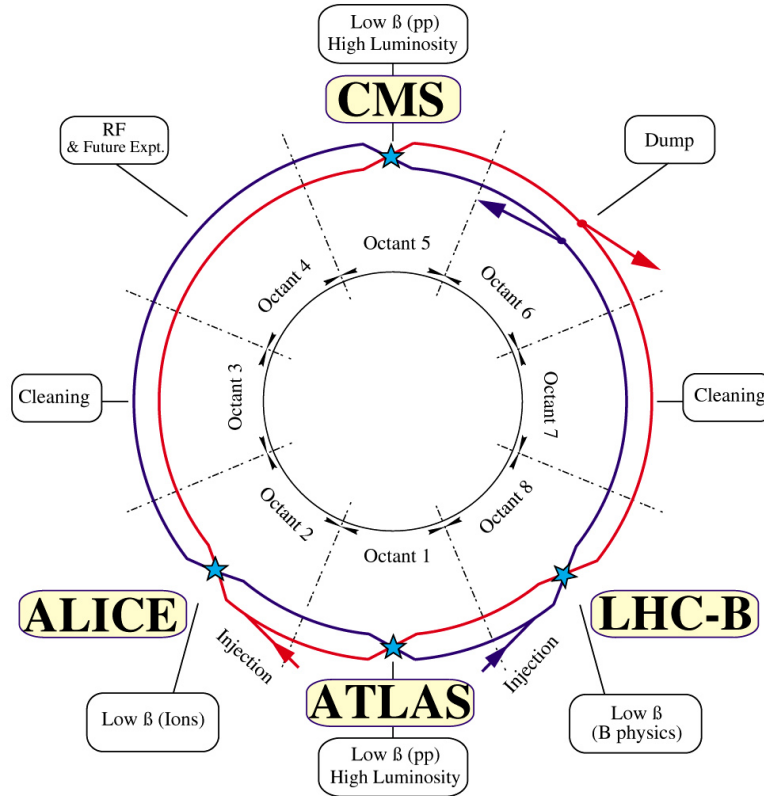 Low ß (pp)
High Luminosity
CMS
RF
& Future Expt.
Dump
Octant 5
Octant 4
Octant 6
Cleaning
Octant 3
Octant 7
Cleaning
Octant 2
Octant 8
Octant 1
ALICE
LHC-B
Injection
Injection
ATLAS
Low ß (Ions)
Low ß
(B physics)
Low ß (pp)
High Luminosity